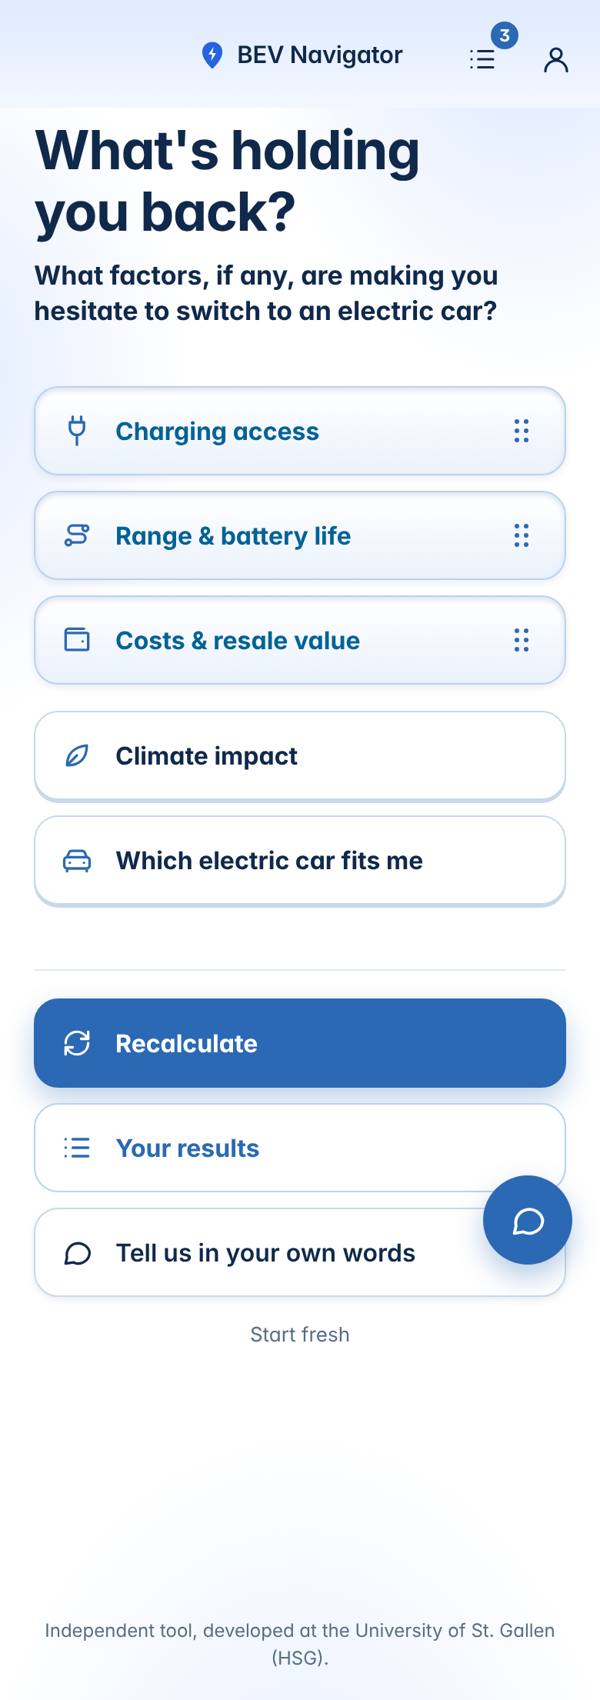 BEV Navigator
3
What's holding
you back?
What factors, if any, are making you
hesitate to switch to an electric car?
Charging access
Range & battery life
Costs & resale value
Climate impact
Which electric car fits me
Recalculate
Your results
Tell us in your own words
Start fresh
Independent tool, developed at the University of St. Gallen
(HSG).